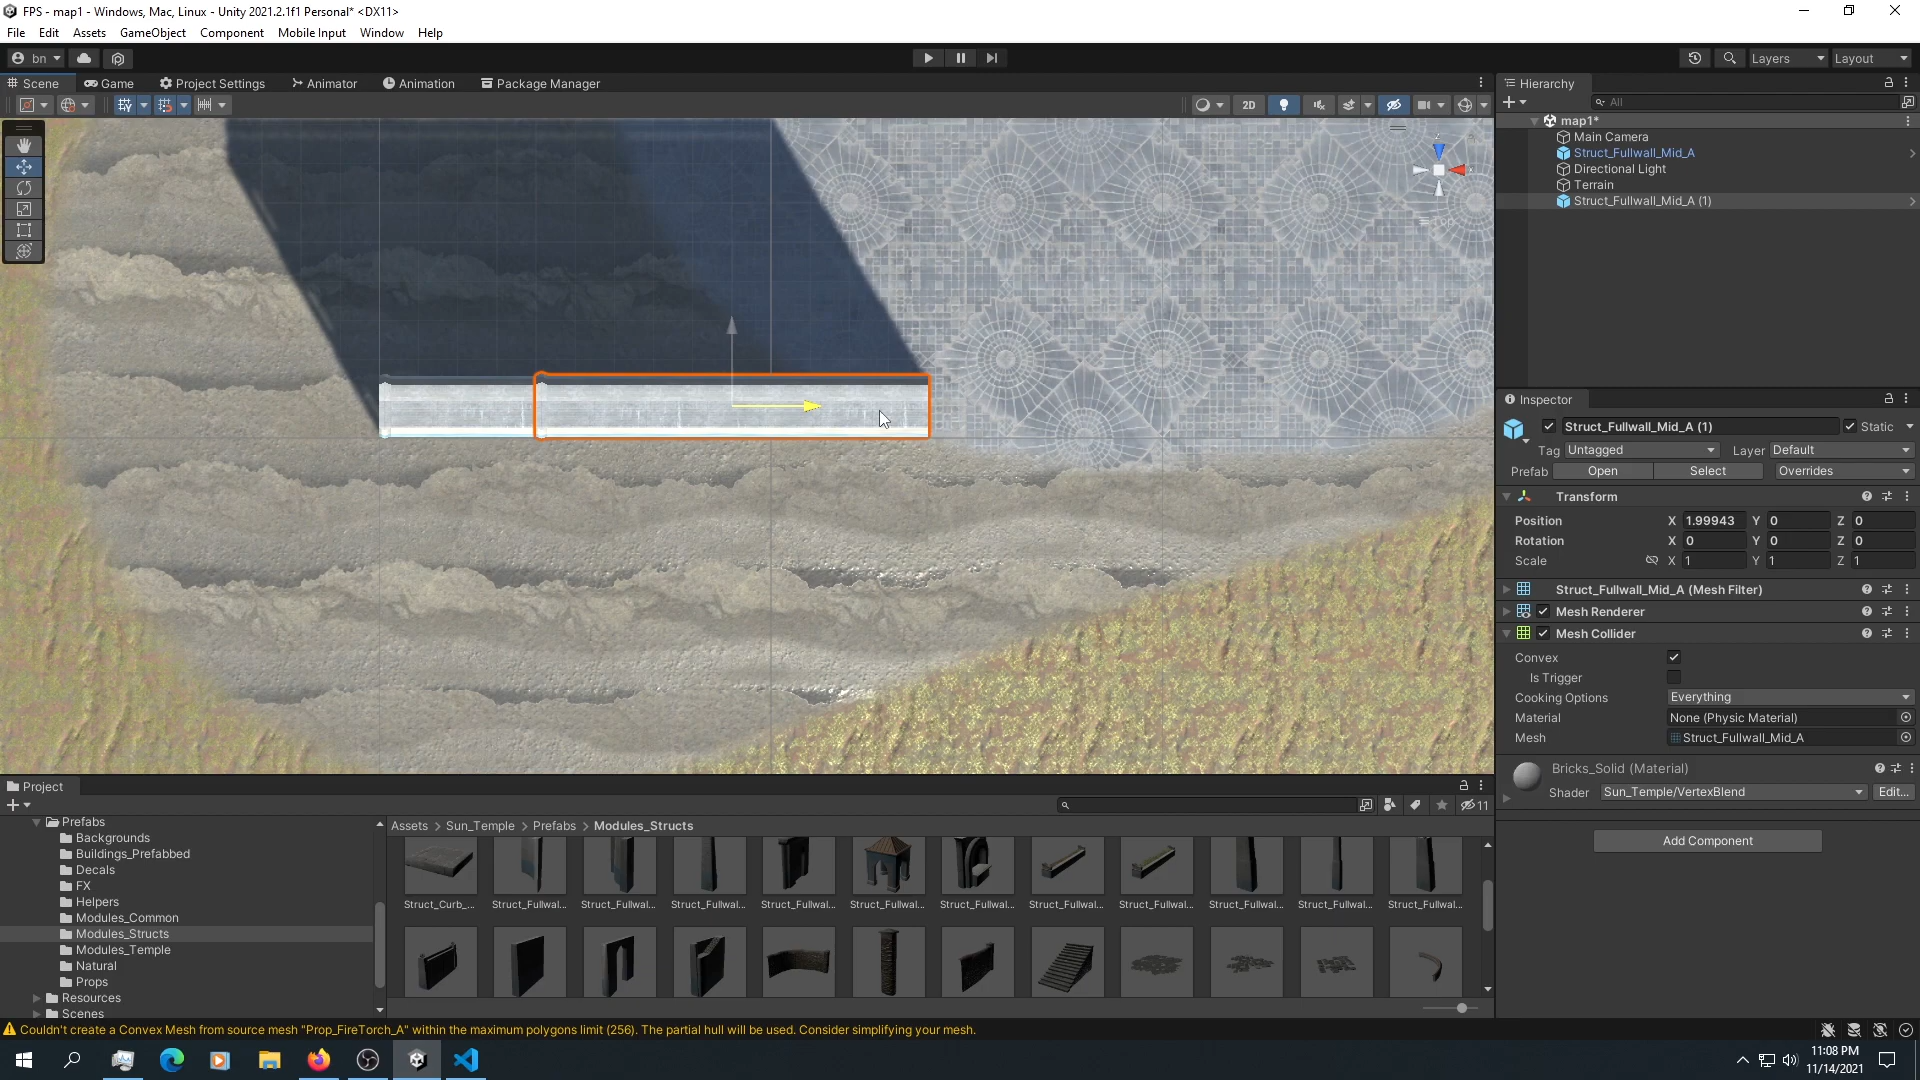 FPS - map1 - Windows, Mac, Linux - Unity 2021.2.1f1 Personal* <DX11>
File Edit Assets GameObject Component Mobile Input Window Help
bn Layers Layout
Scene Game Project Settings Animator Animation Package Manager
2D
Hierarchy
All
map1*
Main Camera
Struct_Fullwall_Mid_A
Directional Light
Terrain
Struct_Fullwall_Mid_A (1)
Top
Inspector
Struct_Fullwall_Mid_A (1) Static
Tag Untagged Layer Default
Prefab Open Select Overrides
Transform
Position X 1.99943 Y 0 Z 0
Rotation X 0 Y 0 Z 0
Scale X 1 Y 1 Z 1
Struct_Fullwall_Mid_A (Mesh Filter)
Mesh Renderer
Mesh Collider
Convex
Is Trigger
Cooking Options Everything
Material None (Physic Material)
Mesh Struct_Fullwall_Mid_A
Bricks_Solid (Material)
Shader Sun_Temple/VertexBlend Edit...
Add Component
Project
11
Prefabs
Backgrounds
Buildings_Prefabbed
Decals
FX
Helpers
Modules_Common
Modules_Structs
Modules_Temple
Natural
Props
Resources
Scenes
Assets > Sun_Temple > Prefabs > Modules_Structs
Struct_Curb_... Struct_Fullwal... Struct_Fullwal... Struct_Fullwal... Struct_Fullwal... Struct_Fullwal... Struct_Fullwal... Struct_Fullwal... Struct_Fullwal... Struct_Fullwal... Struct_Fullwal... Struct_Fullwal...
Couldn't create a Convex Mesh from source mesh "Prop_FireTorch_A" within the maximum polygons limit (256). The partial hull will be used. Consider simplifying your mesh.
11:08 PM
11/14/2021